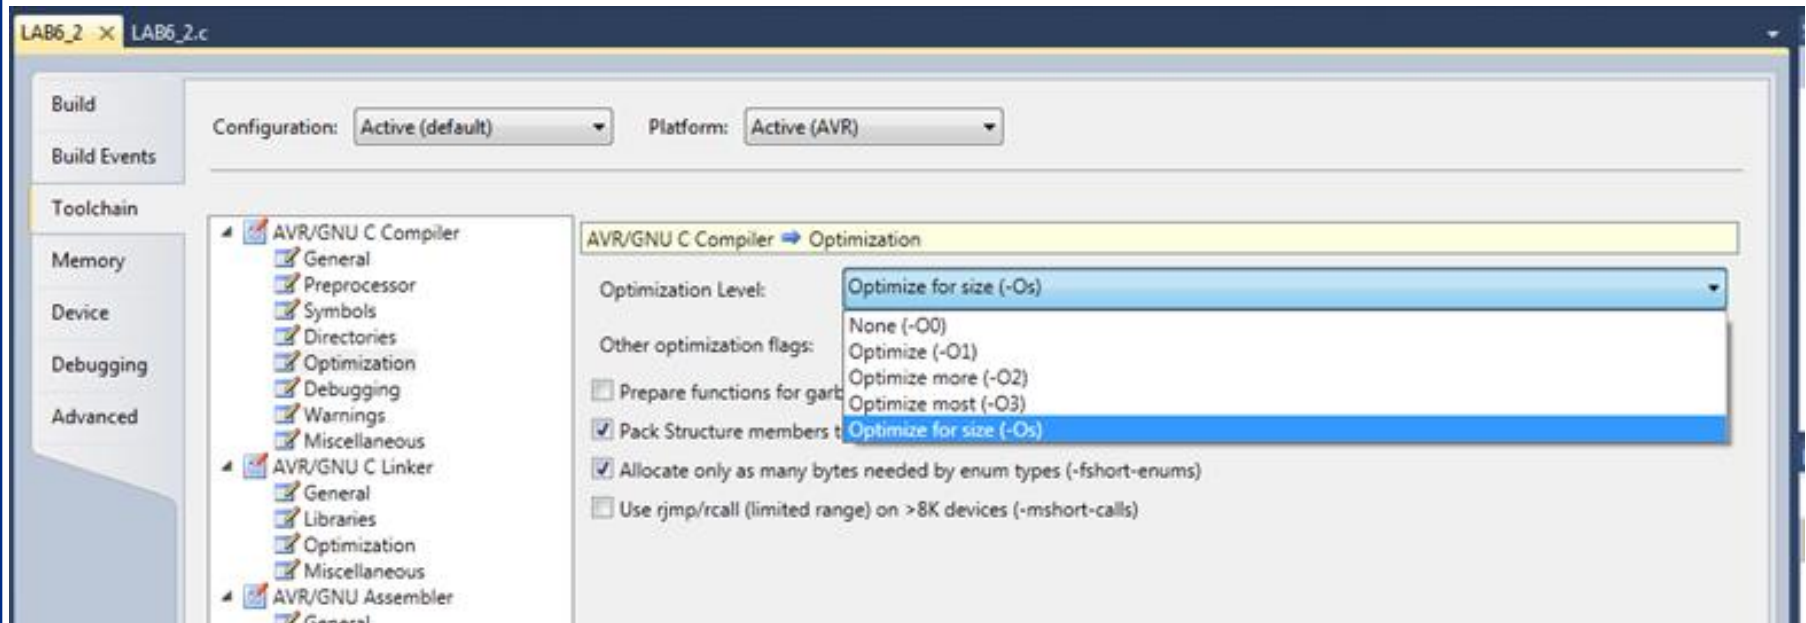 LAB6_2 LAB6_2.c
Build
Build Events
Toolchain
Memory
Device
Debugging
Advanced
Configuration: Active (default) Platform: Active (AVR)
AVR/GNU C Compiler
General
Preprocessor
Symbols
Directories
Optimization
Debugging
Warnings
Miscellaneous
AVR/GNU C Linker
General
Libraries
Optimization
Miscellaneous
AVR/GNU Assembler
General
AVR/GNU C Compiler Optimization
Optimization Level: Optimize for size (-Os)
None (-O0)
Optimize (-O1)
Optimize more (-O2)
Optimize most (-O3)
Optimize for size (-Os)
Other optimization flags:
Prepare functions for garb
Pack Structure members t
Allocate only as many bytes needed by enum types (-fshort-enums)
Use rjmp/rcall (limited range) on >8K devices (-mshort-calls)